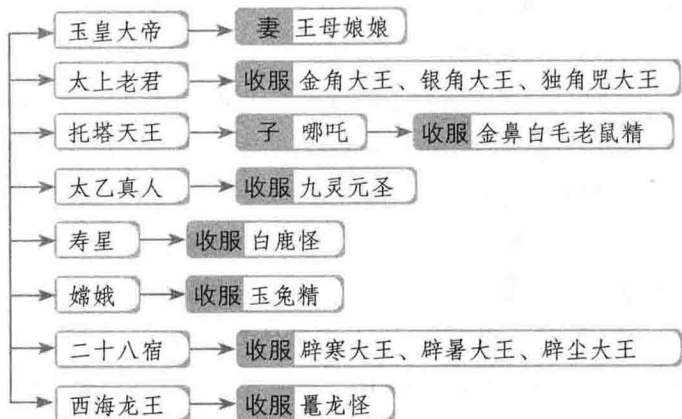 玉皇大帝 妻 王母娘娘
太上老君 收服 金角大王、银角大王、独角兕大王
托塔天王 子 哪吒 收服 金鼻白毛老鼠精
太乙真人 收服 九灵元圣
寿星 收服 白鹿怪
嫦娥 收服 玉兔精
二十八宿 收服 辟寒大王、辟暑大王、辟尘大王
西海龙王 收服 鼍龙怪